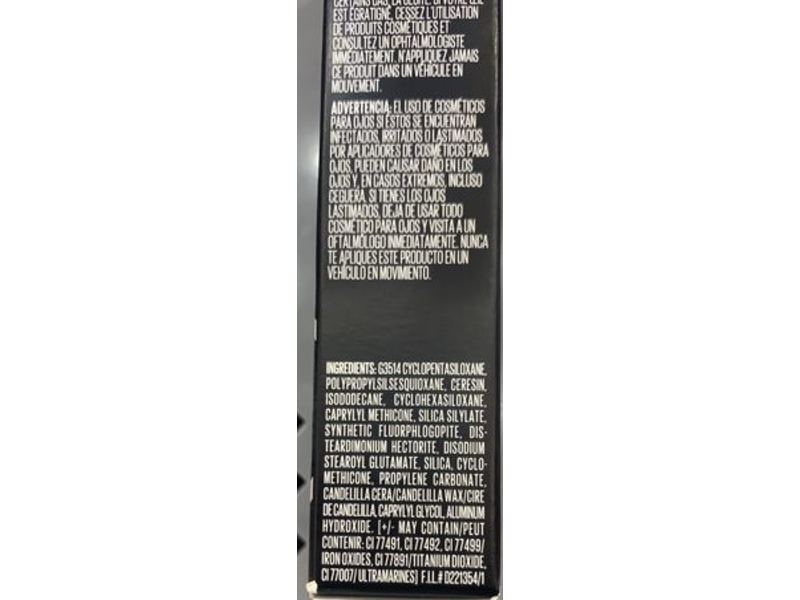 CERTAINS CAS, LA CÉCITÉ. SI VOTRE ŒIL
EST ÉGRATIGNÉ, CESSEZ L'UTILISATION
DE PRODUITS COSMÉTIQUES ET
CONSULTEZ UN OPHTALMOLOGISTE
IMMÉDIATEMENT. N'APPLIQUEZ JAMAIS
CE PRODUIT DANS UN VÉHICULE EN
MOUVEMENT.
ADVERTENCIA: EL USO DE COSMÉTICOS
PARA OJOS SI ÉSTOS SE ENCUENTRAN
INFECTADOS, IRRITADOS O LASTIMADOS
POR APLICADORES DE COSMÉTICOS PARA
OJOS, PUEDEN CAUSAR DAÑO EN LOS
OJOS Y, EN CASOS EXTREMOS, INCLUSO
CEGUERA. SI TIENES LOS OJOS
LASTIMADOS, DEJA DE USAR TODO
COSMÉTICO PARA OJOS Y VISITA A UN
OFTALMÓLOGO INMEDIATAMENTE. NUNCA
TE APLIQUES ESTE PRODUCTO EN UN
VEHÍCULO EN MOVIMIENTO.
INGREDIENTS: G3514 CYCLOPENTASILOXANE,
POLYPROPYLSILSESQUIOXANE, CERESIN,
ISODODECANE, CYCLOHEXASILOXANE,
CAPRYLYL METHICONE, SILICA SILYLATE,
SYNTHETIC FLUORPHLOGOPITE, DIS-
TEARDIMONIUM HECTORITE, DISODIUM
STEAROYL GLUTAMATE, SILICA, CYCLO-
METHICONE, PROPYLENE CARBONATE,
CANDELILLA CERA/CANDELILLA WAX/CIRE
DE CANDELILLA, CAPRYLYL GLYCOL, ALUMINUM
HYDROXIDE. [+/- MAY CONTAIN/PEUT
CONTENIR: CI 77491, CI 77492, CI 77499/
IRON OXIDES, CI 77891/TITANIUM DIOXIDE,
CI 77007/ ULTRAMARINES] F.I.L# D221354/1